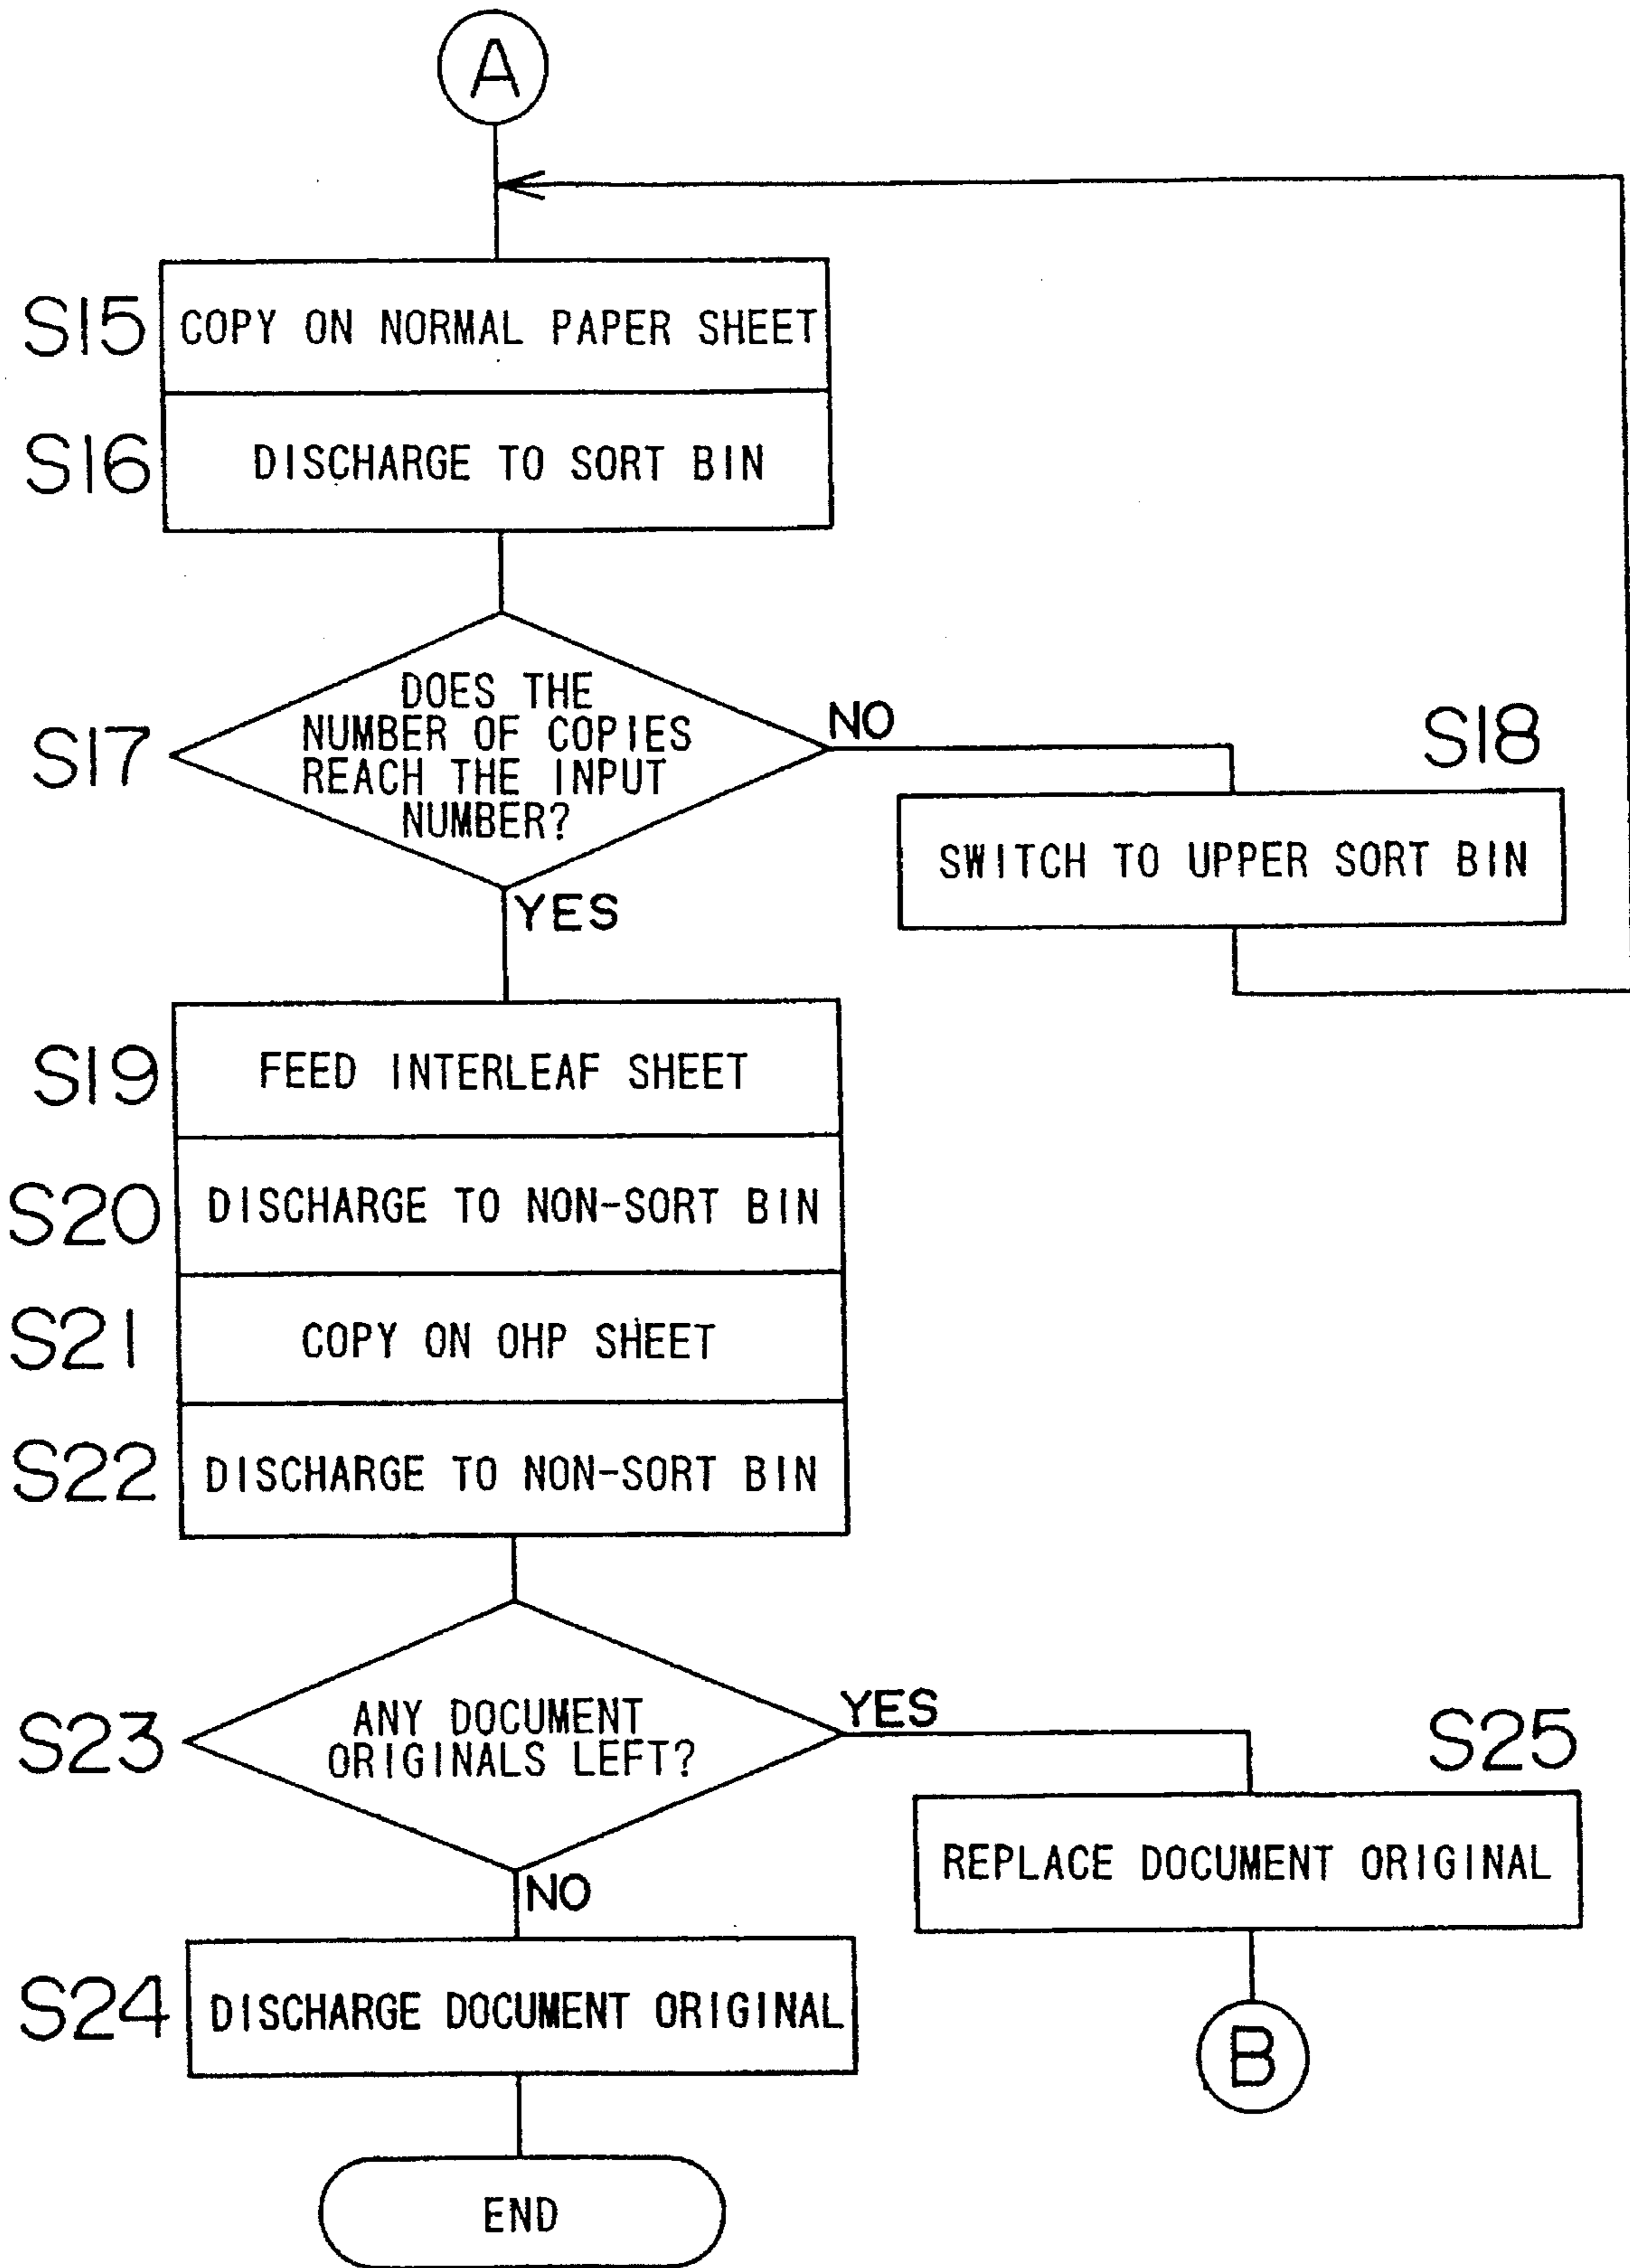 A
S15
COPY ON NORMAL PAPER SHEET
S16
DISCHARGE TO SORT BIN
S17
DOES THE
NUMBER OF COPIES
REACH THE INPUT
NUMBER?
NO
S18
SWITCH TO UPPER SORT BIN
YES
S19
FEED INTERLEAF SHEET
S20
DISCHARGE TO NON-SORT BIN
S21
COPY ON OHP SHEET
S22
DISCHARGE TO NON-SORT BIN
S23
ANY DOCUMENT
ORIGINALS LEFT?
YES
S25
REPLACE DOCUMENT ORIGINAL
NO
S24
DISCHARGE DOCUMENT ORIGINAL
B
END